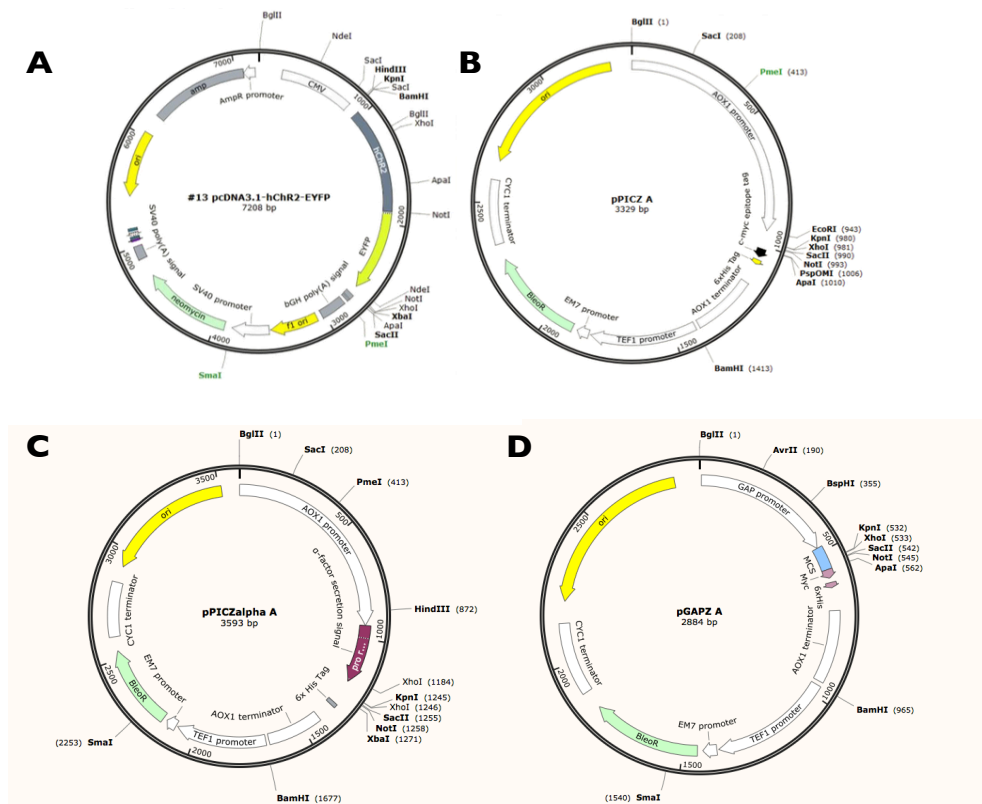 A
BglII
NdeI
SacI
HindIII
KpnI
SacI
BamHI
BglII
XhoI
ApaI
NotI
NdeI
NotI
XhoI
XbaI
ApaI
SacII
PmeI
SmaI
7000
1000
2000
3000
4000
5000
6000
amp
AmpR promoter
CMV
hChR2
EYFP
bGH poly(A) signal
f1 ori
SV40 promoter
neomycin
SV40 poly(A) signal
ori
#13 pcDNA3.1-hChR2-EYFP
7208 bp
B
BglII (1)
SacI (208)
PmeI (413)
EcoRI (943)
KpnI (980)
XhoI (981)
SacII (990)
NotI (993)
PspOMI (1006)
ApaI (1010)
BamHI (1413)
500
1000
1500
2000
2500
3000
ori
AOX1 promoter
c-myc epitope tag
6xHis Tag
AOX1 terminator
TEF1 promoter
EM7 promoter
BleoR
CYC1 terminator
pPICZ A
3329 bp
C
BglII (1)
SacI (208)
PmeI (413)
HindIII (872)
XhoI (1184)
KpnI (1245)
XhoI (1246)
SacII (1255)
NotI (1258)
XbaI (1271)
BamHI (1677)
(2253) SmaI
500
1000
1500
2000
2500
3000
3500
ori
AOX1 promoter
α-factor secretion signal
pro r...
6x His Tag
AOX1 terminator
TEF1 promoter
EM7 promoter
BleoR
CYC1 terminator
pPICZalpha A
3593 bp
D
BglII (1)
AvrII (190)
BspHI (355)
KpnI (532)
XhoI (533)
SacII (542)
NotI (545)
ApaI (562)
BamHI (965)
(1540) SmaI
500
1000
1500
2000
2500
ori
GAP promoter
MCS
Myc
6xHis
AOX1 terminator
TEF1 promoter
EM7 promoter
BleoR
CYC1 terminator
pGAPZ A
2884 bp